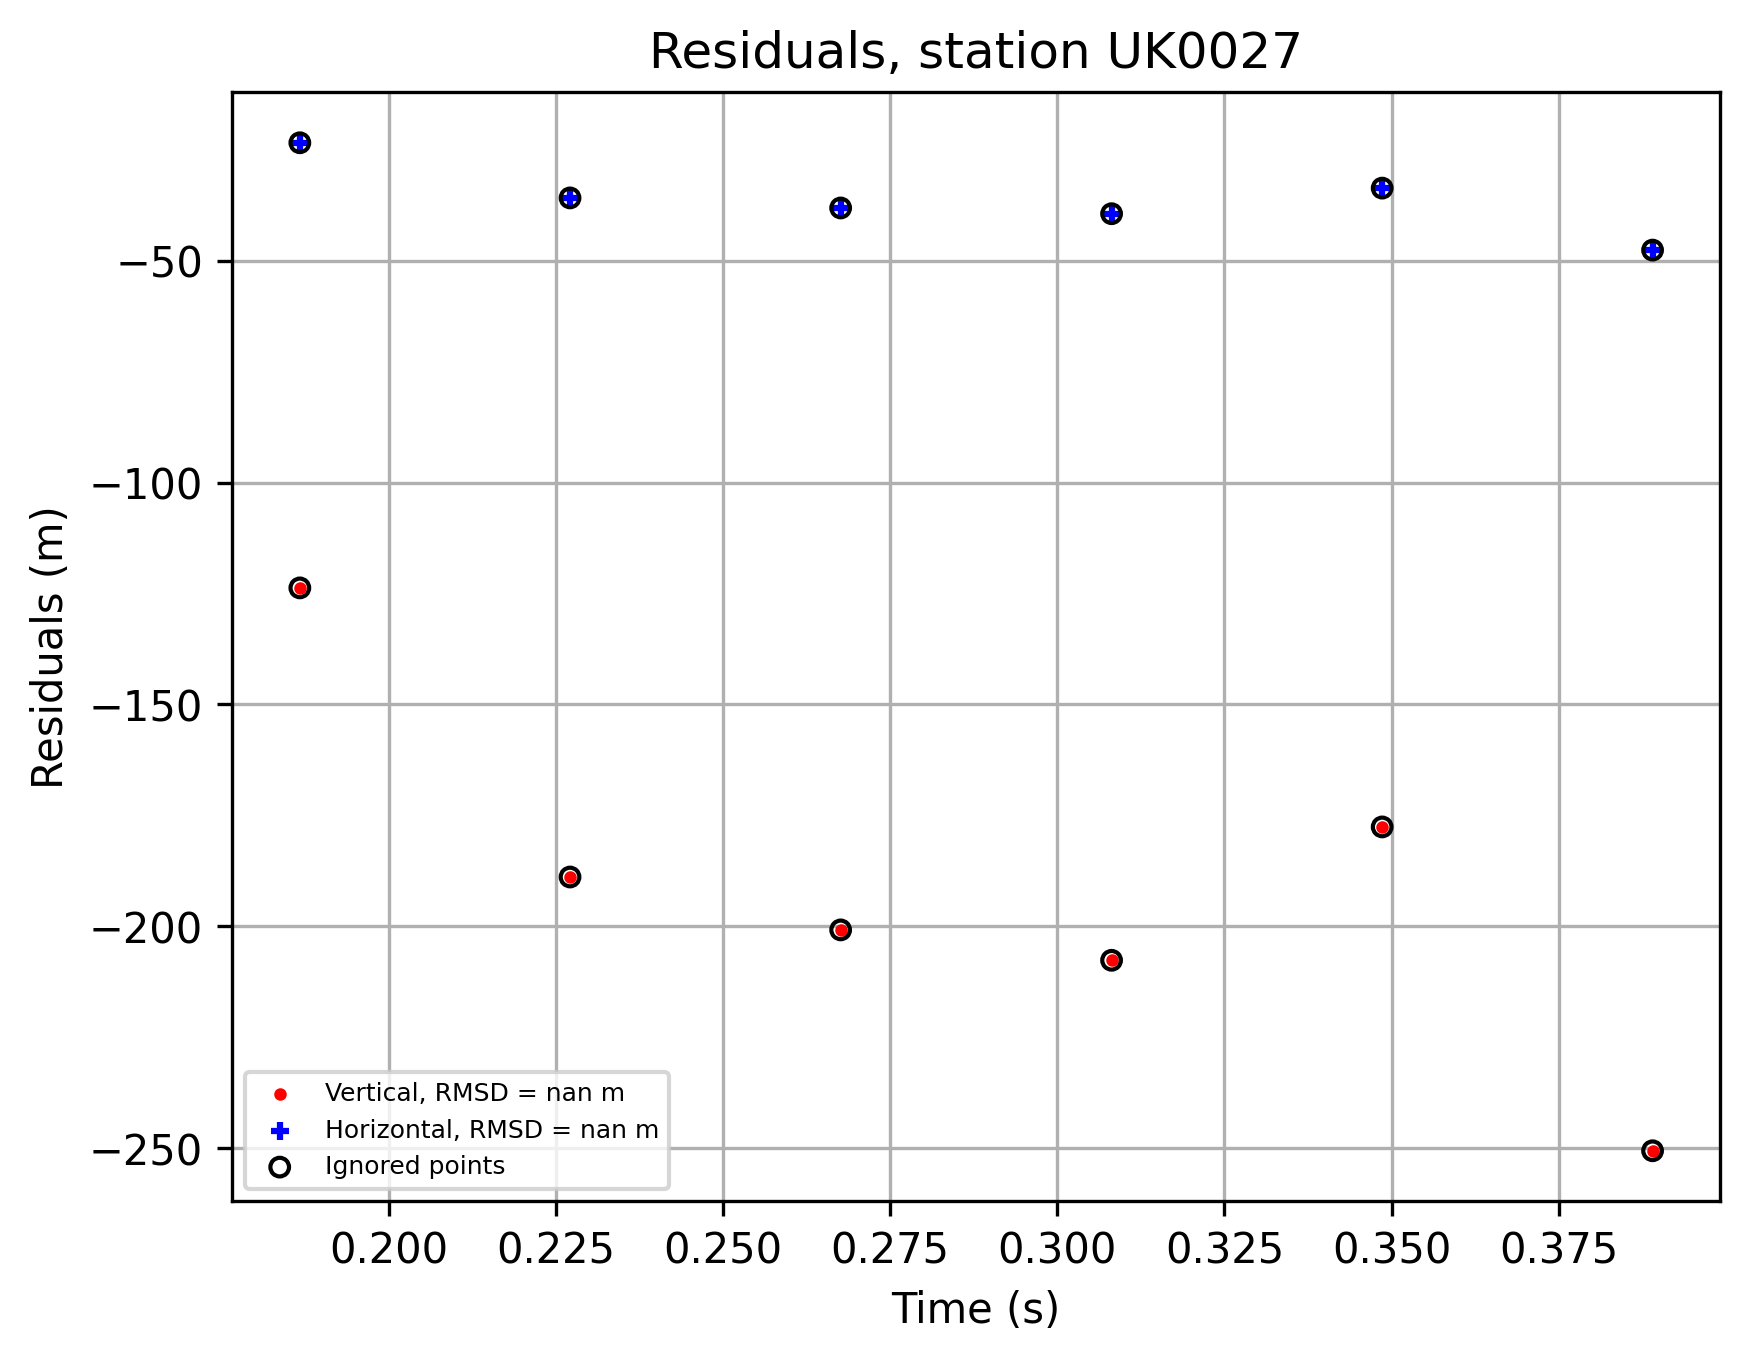 Residuals, station UK0027
Residuals (m)
−50
−100
−150
−200
−250
Vertical, RMSD = nan m
Horizontal, RMSD = nan m
Ignored points
0.200 0.225 0.250 0.275 0.300 0.325 0.350 0.375
Time (s)